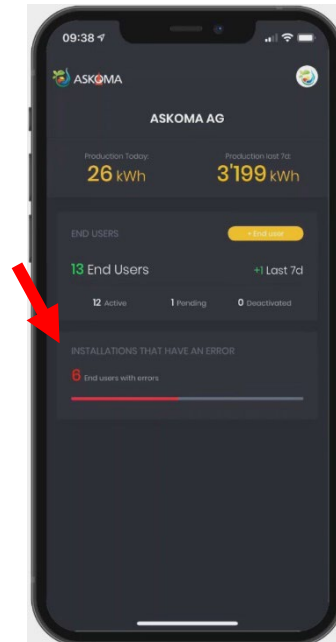 09:38
ASKOMA
ASKOMA AG
Production Today:
Production last 7d:
26 kWh
3'199 kWh
END USERS
+ End user
13 End Users
+1 Last 7d
12 Active
1 Pending
0 Deactivated
INSTALLATIONS THAT HAVE AN ERROR
6 End users with errors